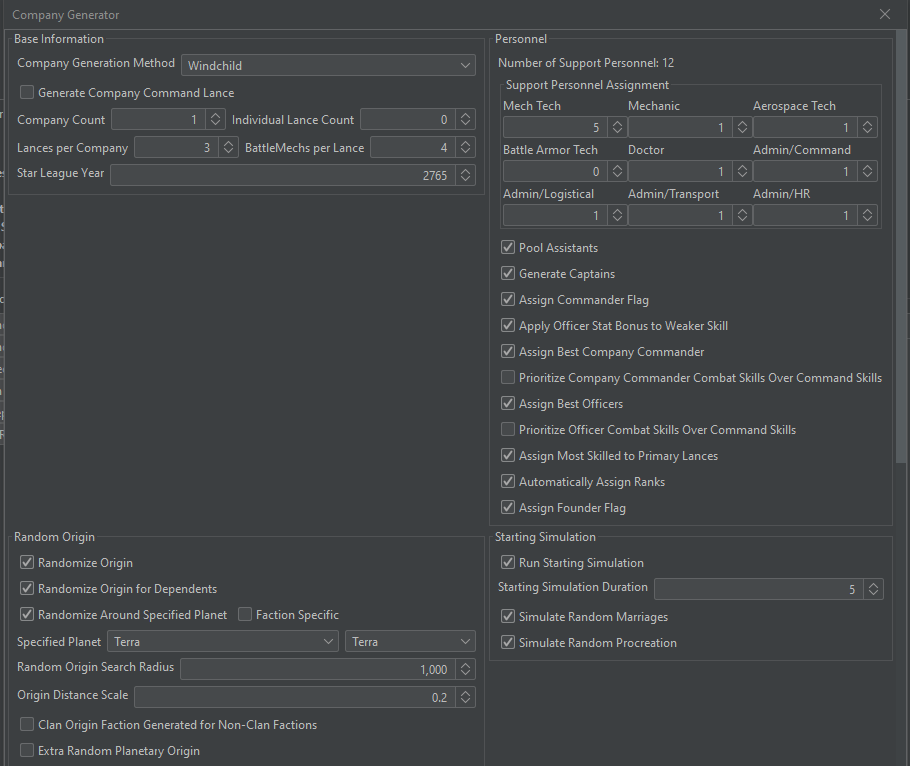 Company Generator
Base Information
Company Generation Method Windchild
Generate Company Command Lance
Company Count 1 Individual Lance Count 0
Lances per Company 3 BattleMechs per Lance 4
Star League Year 2765
Personnel
Number of Support Personnel: 12
Support Personnel Assignment
Mech Tech Mechanic Aerospace Tech
5 1 1
Battle Armor Tech Doctor Admin/Command
0 1 1
Admin/Logistical Admin/Transport Admin/HR
1 1 1
Pool Assistants
Generate Captains
Assign Commander Flag
Apply Officer Stat Bonus to Weaker Skill
Assign Best Company Commander
Prioritize Company Commander Combat Skills Over Command Skills
Assign Best Officers
Prioritize Officer Combat Skills Over Command Skills
Assign Most Skilled to Primary Lances
Automatically Assign Ranks
Assign Founder Flag
Random Origin
Randomize Origin
Randomize Origin for Dependents
Randomize Around Specified Planet Faction Specific
Specified Planet Terra Terra
Random Origin Search Radius 1,000
Origin Distance Scale 0.2
Clan Origin Faction Generated for Non-Clan Factions
Extra Random Planetary Origin
Starting Simulation
Run Starting Simulation
Starting Simulation Duration 5
Simulate Random Marriages
Simulate Random Procreation